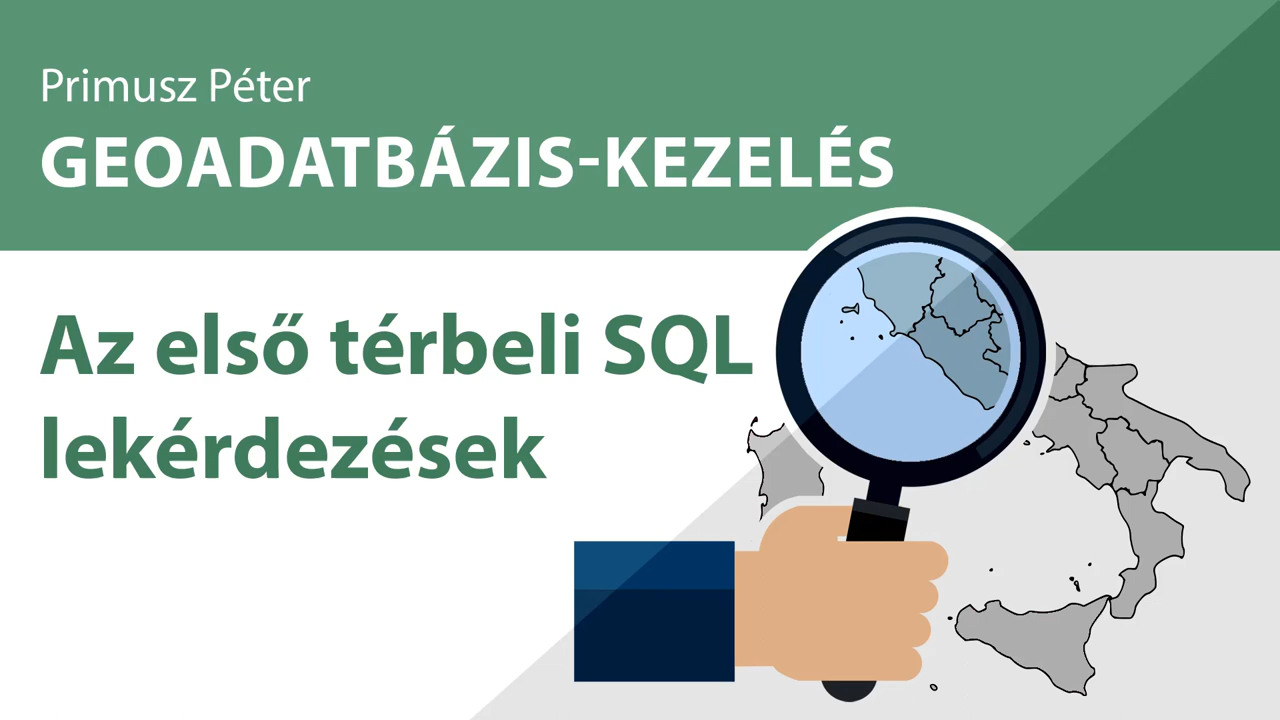 Primusz Péter
GEOADATBÁZIS-KEZELÉS
Az első térbeli SQL
lekérdezések